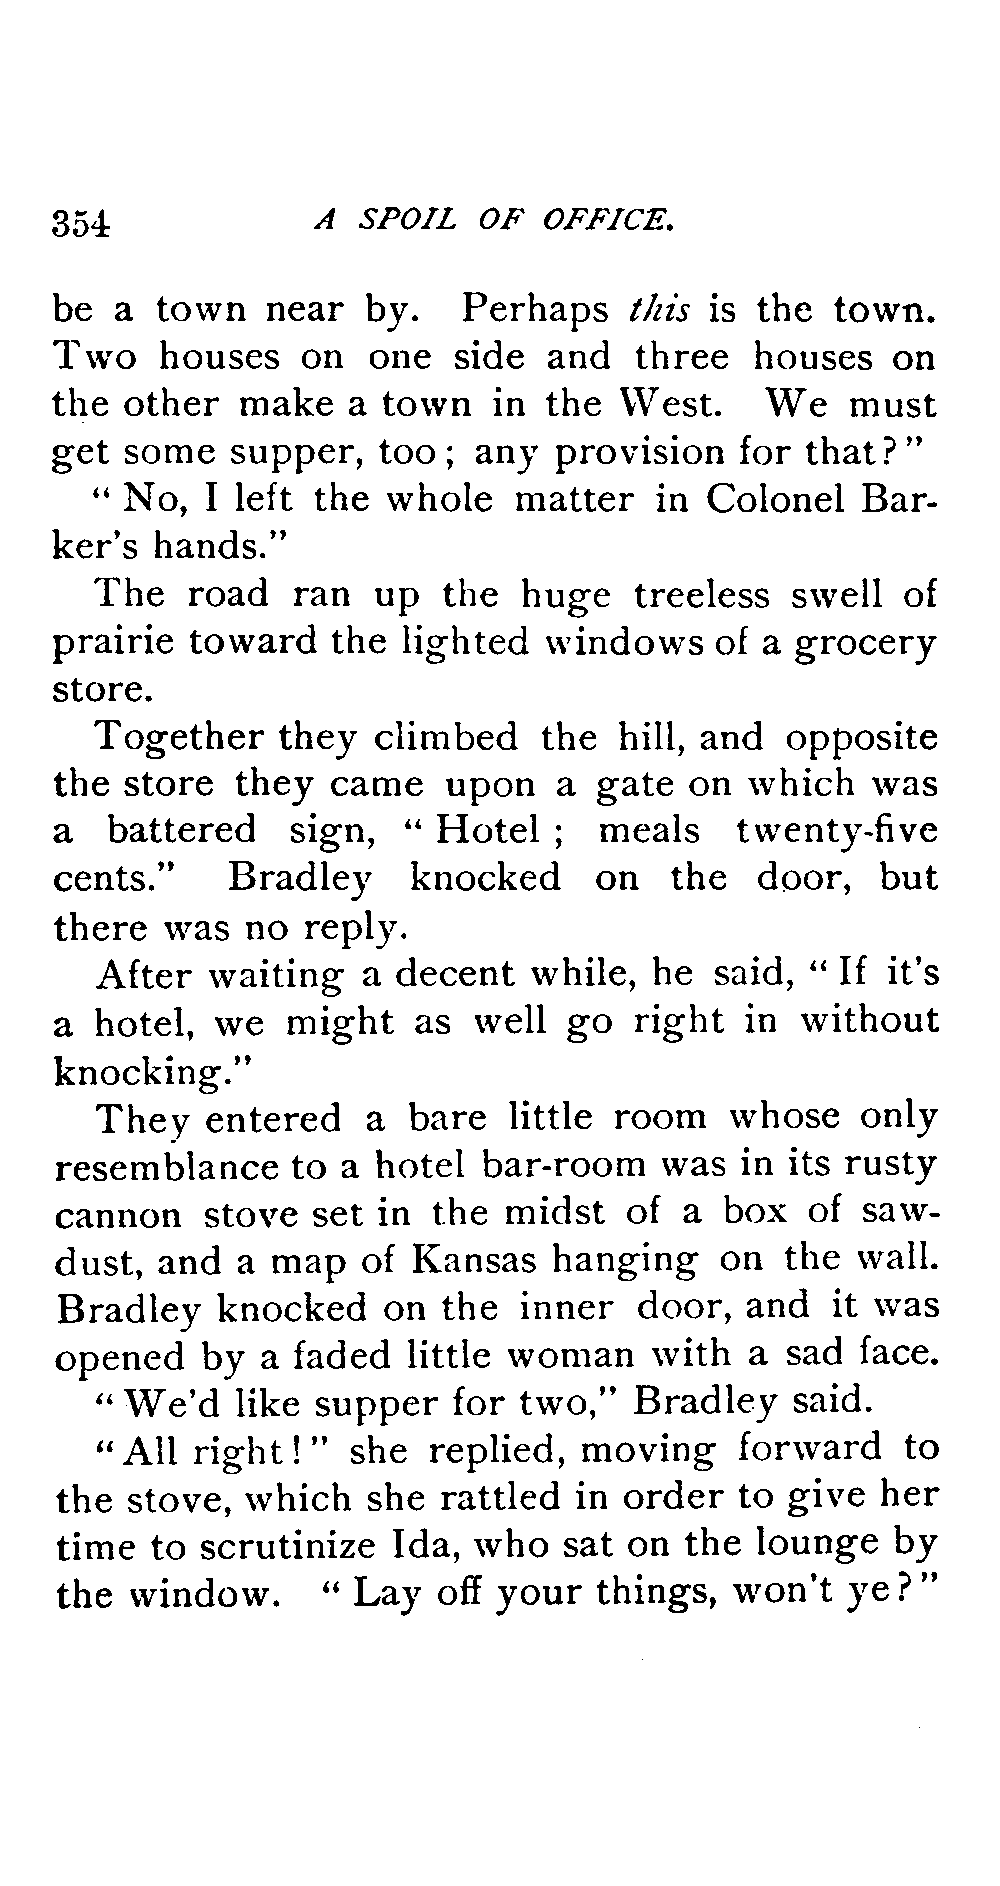 354 A SPOIL OF OFFICE.
be a town near by. Perhaps this is the town.
Two houses on one side and three houses on
the other make a town in the West. We must
get some supper, too; any provision for that?"
"No, I left the whole matter in Colonel Bar-
ker's hands."
The road ran up the huge treeless swell of
prairie toward the lighted windows of a grocery
store.
Together they climbed the hill, and opposite
the store they came upon a gate on which was
a battered sign, "Hotel; meals twenty-five
cents." Bradley knocked on the door, but
there was no reply.
After waiting a decent while, he said, "If it's
a hotel, we might as well go right in without
knocking."
They entered a bare little room whose only
resemblance to a hotel bar-room was in its rusty
cannon stove set in the midst of a box of saw-
dust, and a map of Kansas hanging on the wall.
Bradley knocked on the inner door, and it was
opened by a faded little woman with a sad face.
"We'd like supper for two," Bradley said.
"All right!" she replied, moving forward to
the stove, which she rattled in order to give her
time to scrutinize Ida, who sat on the lounge by
the window. "Lay off your things, won't ye?"